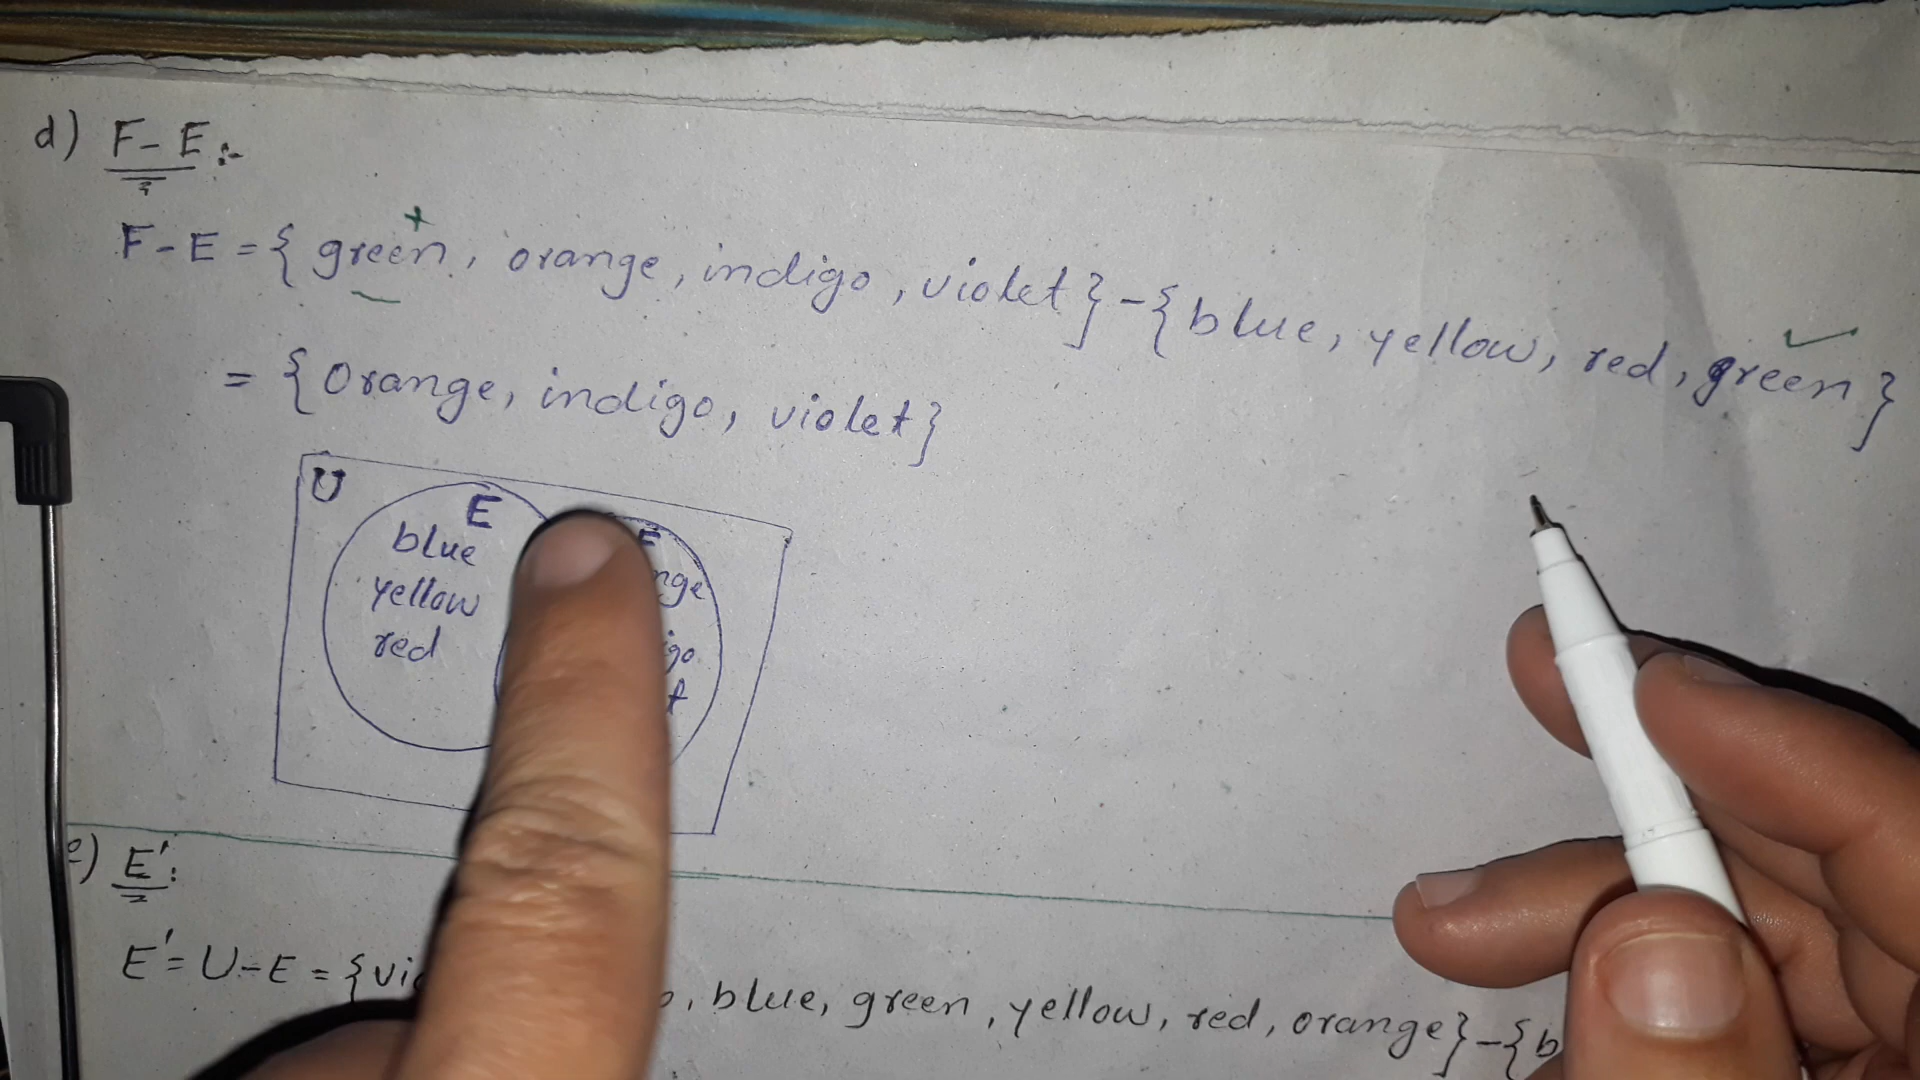 d) F-E:-
F-E={green, orange, indigo, violet}-{blue, yellow, red, green}
= {Orange, indigo, violet}
U
E
blue
yellow
red
e) E':
E'=U-E={
, blue, green, yellow, red, orange}-{b